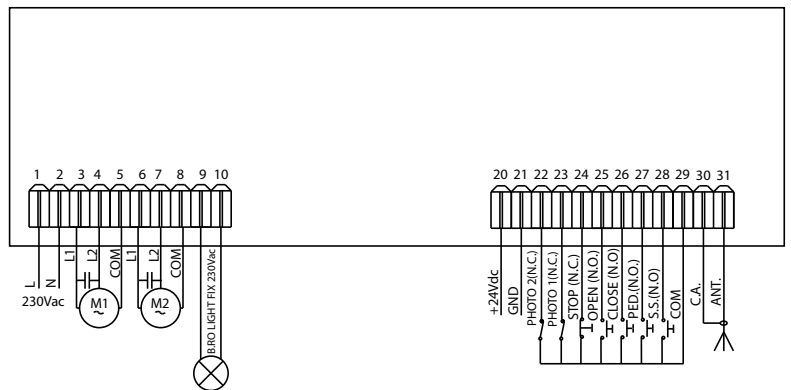 1 2 3 4 5 6 7 8 9 10
20 21 22 23 24 25 26 27 28 29 30 31
L
N
230Vac
L1
L2
COM
L1
L2
COM
B.RO LIGHT FIX 230Vac
M1
~
M2
~
+24Vdc
GND
PHOTO 2(N.C.)
PHOTO 1(N.C.)
STOP (N.C.)
OPEN (N.O.)
CLOSE (N.O)
PED.(N.O.)
S.S.(N.O)
COM
C.A.
ANT.